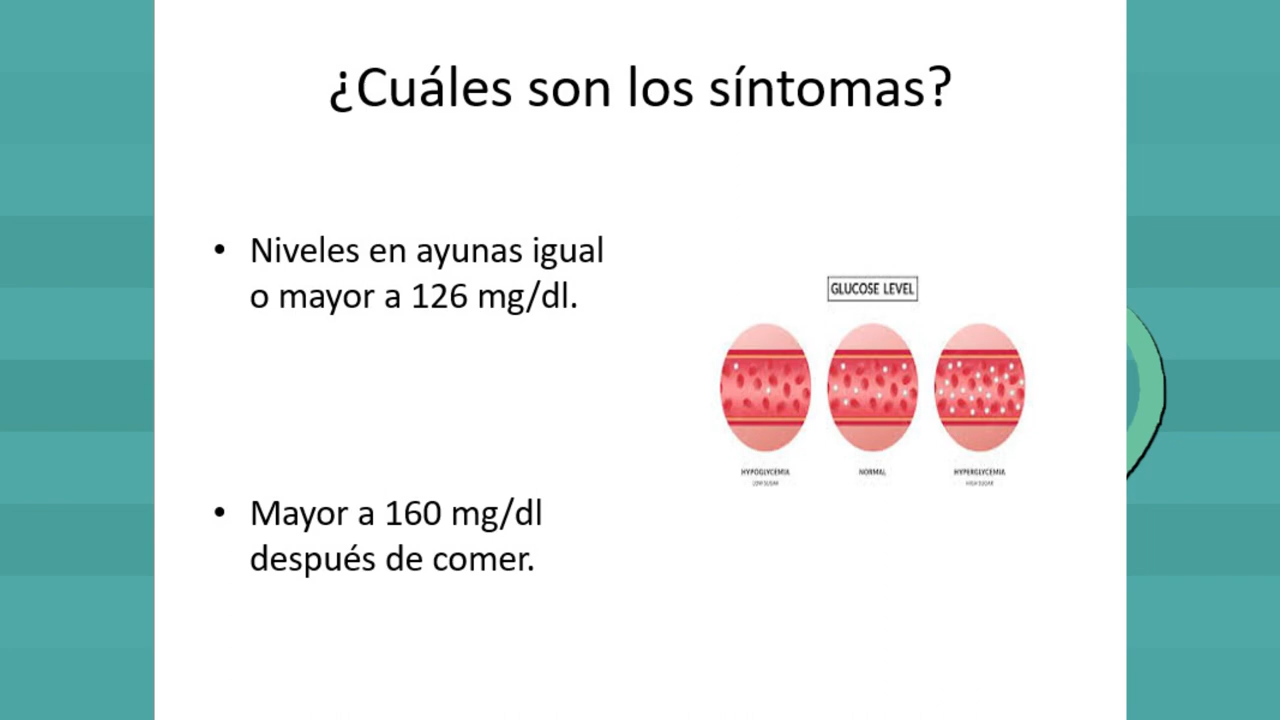 ¿Cuáles son los síntomas?
• Niveles en ayunas igual
o mayor a 126 mg/dl.
GLUCOSE LEVEL
HYPOGLYCEMIA
LOW SUGAR
NORMAL
HYPERGLYCEMIA
HIGH SUGAR
• Mayor a 160 mg/dl
después de comer.